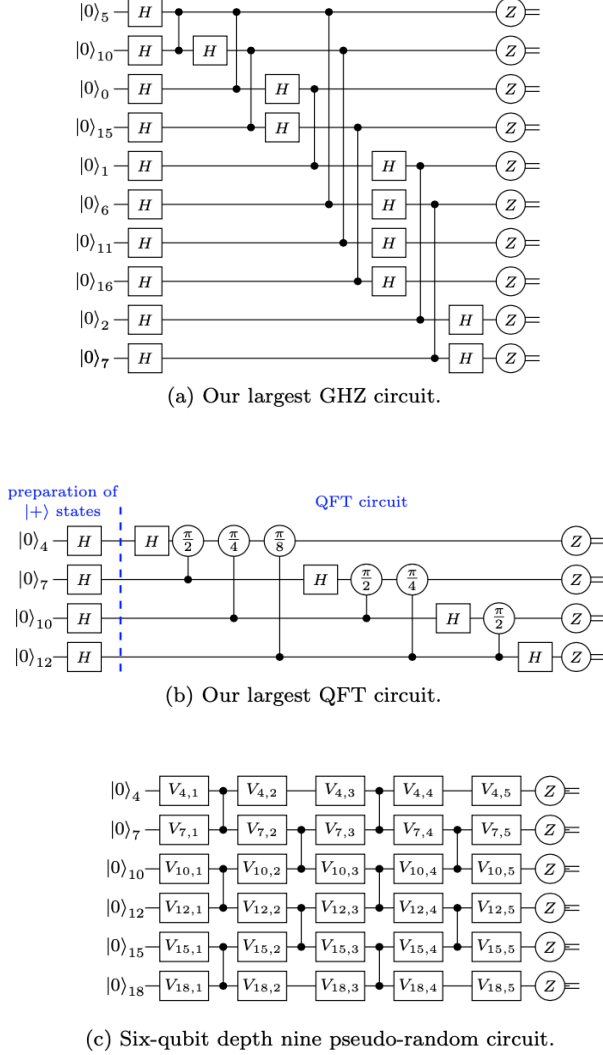 |0⟩₅ H Z
|0⟩₁₀ H H Z
|0⟩₀ H H Z
|0⟩₁₅ H H Z
|0⟩₁ H H Z
|0⟩₆ H H Z
|0⟩₁₁ H H Z
|0⟩₁₆ H H Z
|0⟩₂ H H Z
|0⟩₇ H H Z
(a) Our largest GHZ circuit.
preparation of
|+⟩ states
QFT circuit
|0⟩₄ H H π/2 π/4 π/8 Z
|0⟩₇ H H π/2 π/4 Z
|0⟩₁₀ H H π/2 Z
|0⟩₁₂ H H Z
(b) Our largest QFT circuit.
|0⟩₄ V₄,₁ V₄,₂ V₄,₃ V₄,₄ V₄,₅ Z
|0⟩₇ V₇,₁ V₇,₂ V₇,₃ V₇,₄ V₇,₅ Z
|0⟩₁₀ V₁₀,₁ V₁₀,₂ V₁₀,₃ V₁₀,₄ V₁₀,₅ Z
|0⟩₁₂ V₁₂,₁ V₁₂,₂ V₁₂,₃ V₁₂,₄ V₁₂,₅ Z
|0⟩₁₅ V₁₅,₁ V₁₅,₂ V₁₅,₃ V₁₅,₄ V₁₅,₅ Z
|0⟩₁₈ V₁₈,₁ V₁₈,₂ V₁₈,₃ V₁₈,₄ V₁₈,₅ Z
(c) Six-qubit depth nine pseudo-random circuit.